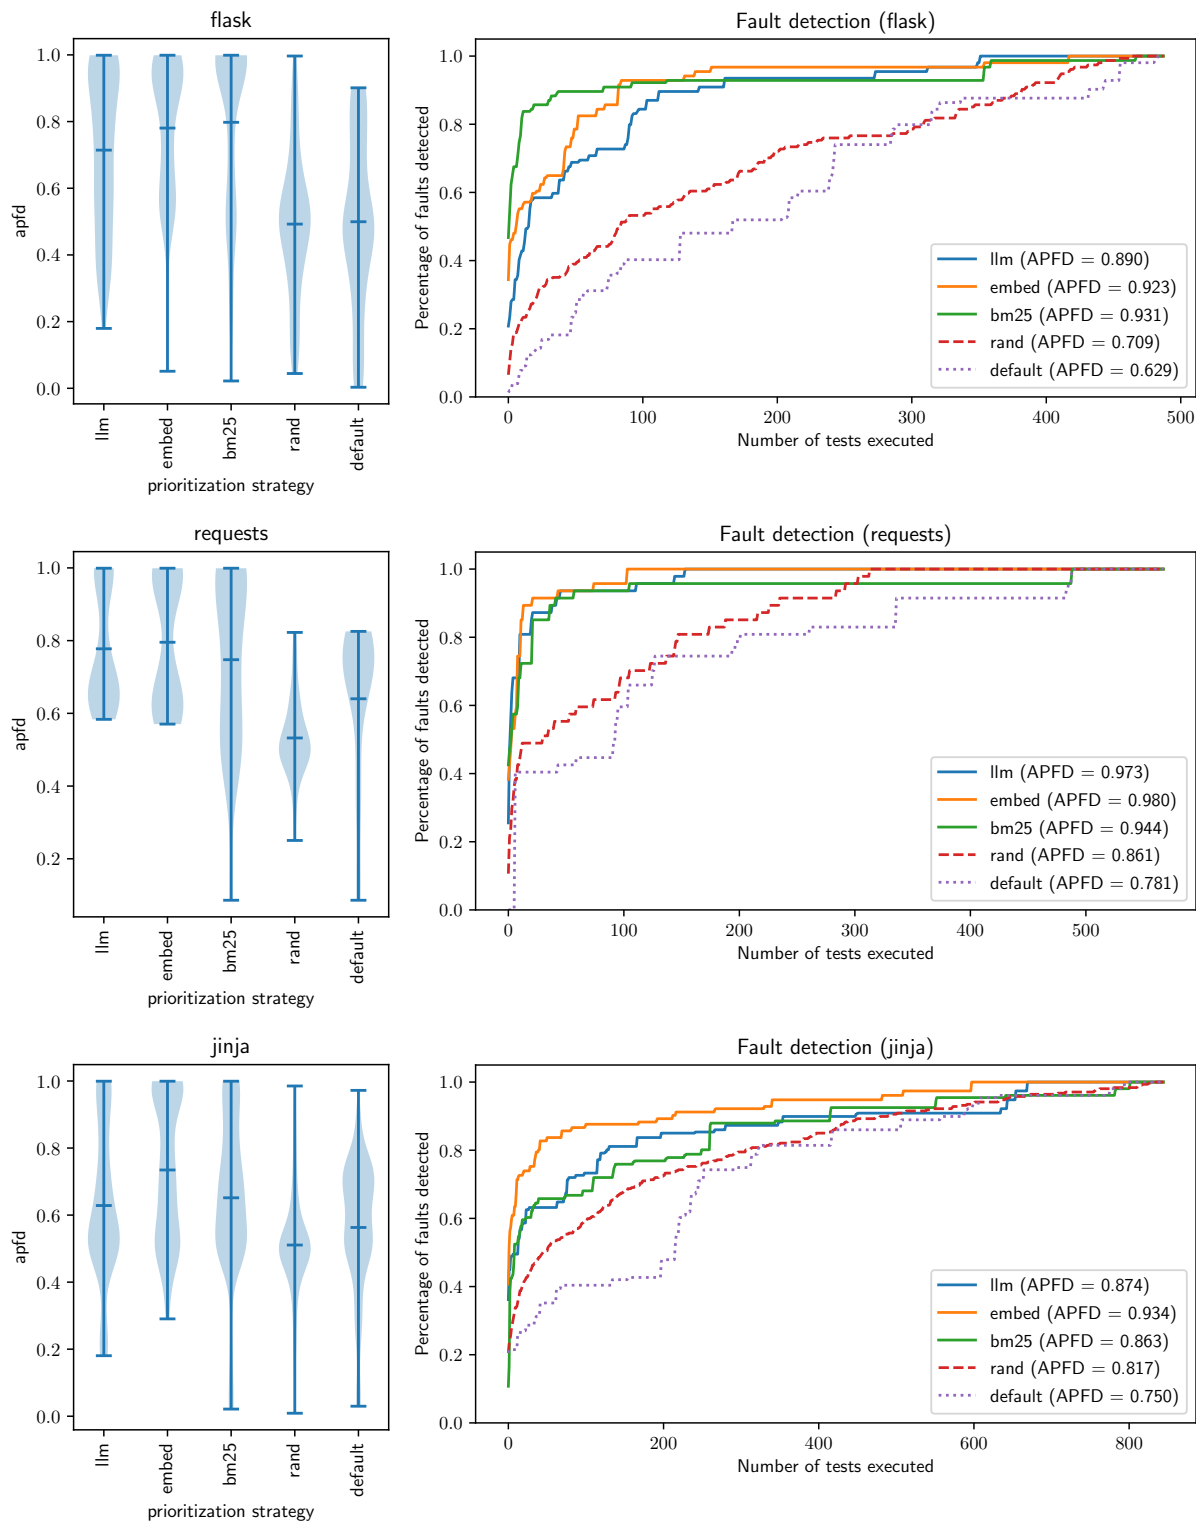 flask
1.0
0.8
0.6
0.4
0.2
0.0
apfd
llm
embed
bm25
rand
default
prioritization strategy
Fault detection (flask)
1.0
0.8
0.6
0.4
0.2
0.0
Percentage of faults detected
0
100
200
300
400
500
Number of tests executed
llm (APFD = 0.890)
embed (APFD = 0.923)
bm25 (APFD = 0.931)
rand (APFD = 0.709)
default (APFD = 0.629)
requests
1.0
0.8
0.6
0.4
0.2
apfd
llm
embed
bm25
rand
default
prioritization strategy
Fault detection (requests)
1.0
0.8
0.6
0.4
0.2
0.0
Percentage of faults detected
0
100
200
300
400
500
Number of tests executed
llm (APFD = 0.973)
embed (APFD = 0.980)
bm25 (APFD = 0.944)
rand (APFD = 0.861)
default (APFD = 0.781)
jinja
1.0
0.8
0.6
0.4
0.2
0.0
apfd
llm
embed
bm25
rand
default
prioritization strategy
Fault detection (jinja)
1.0
0.8
0.6
0.4
0.2
0.0
Percentage of faults detected
0
200
400
600
800
Number of tests executed
llm (APFD = 0.874)
embed (APFD = 0.934)
bm25 (APFD = 0.863)
rand (APFD = 0.817)
default (APFD = 0.750)